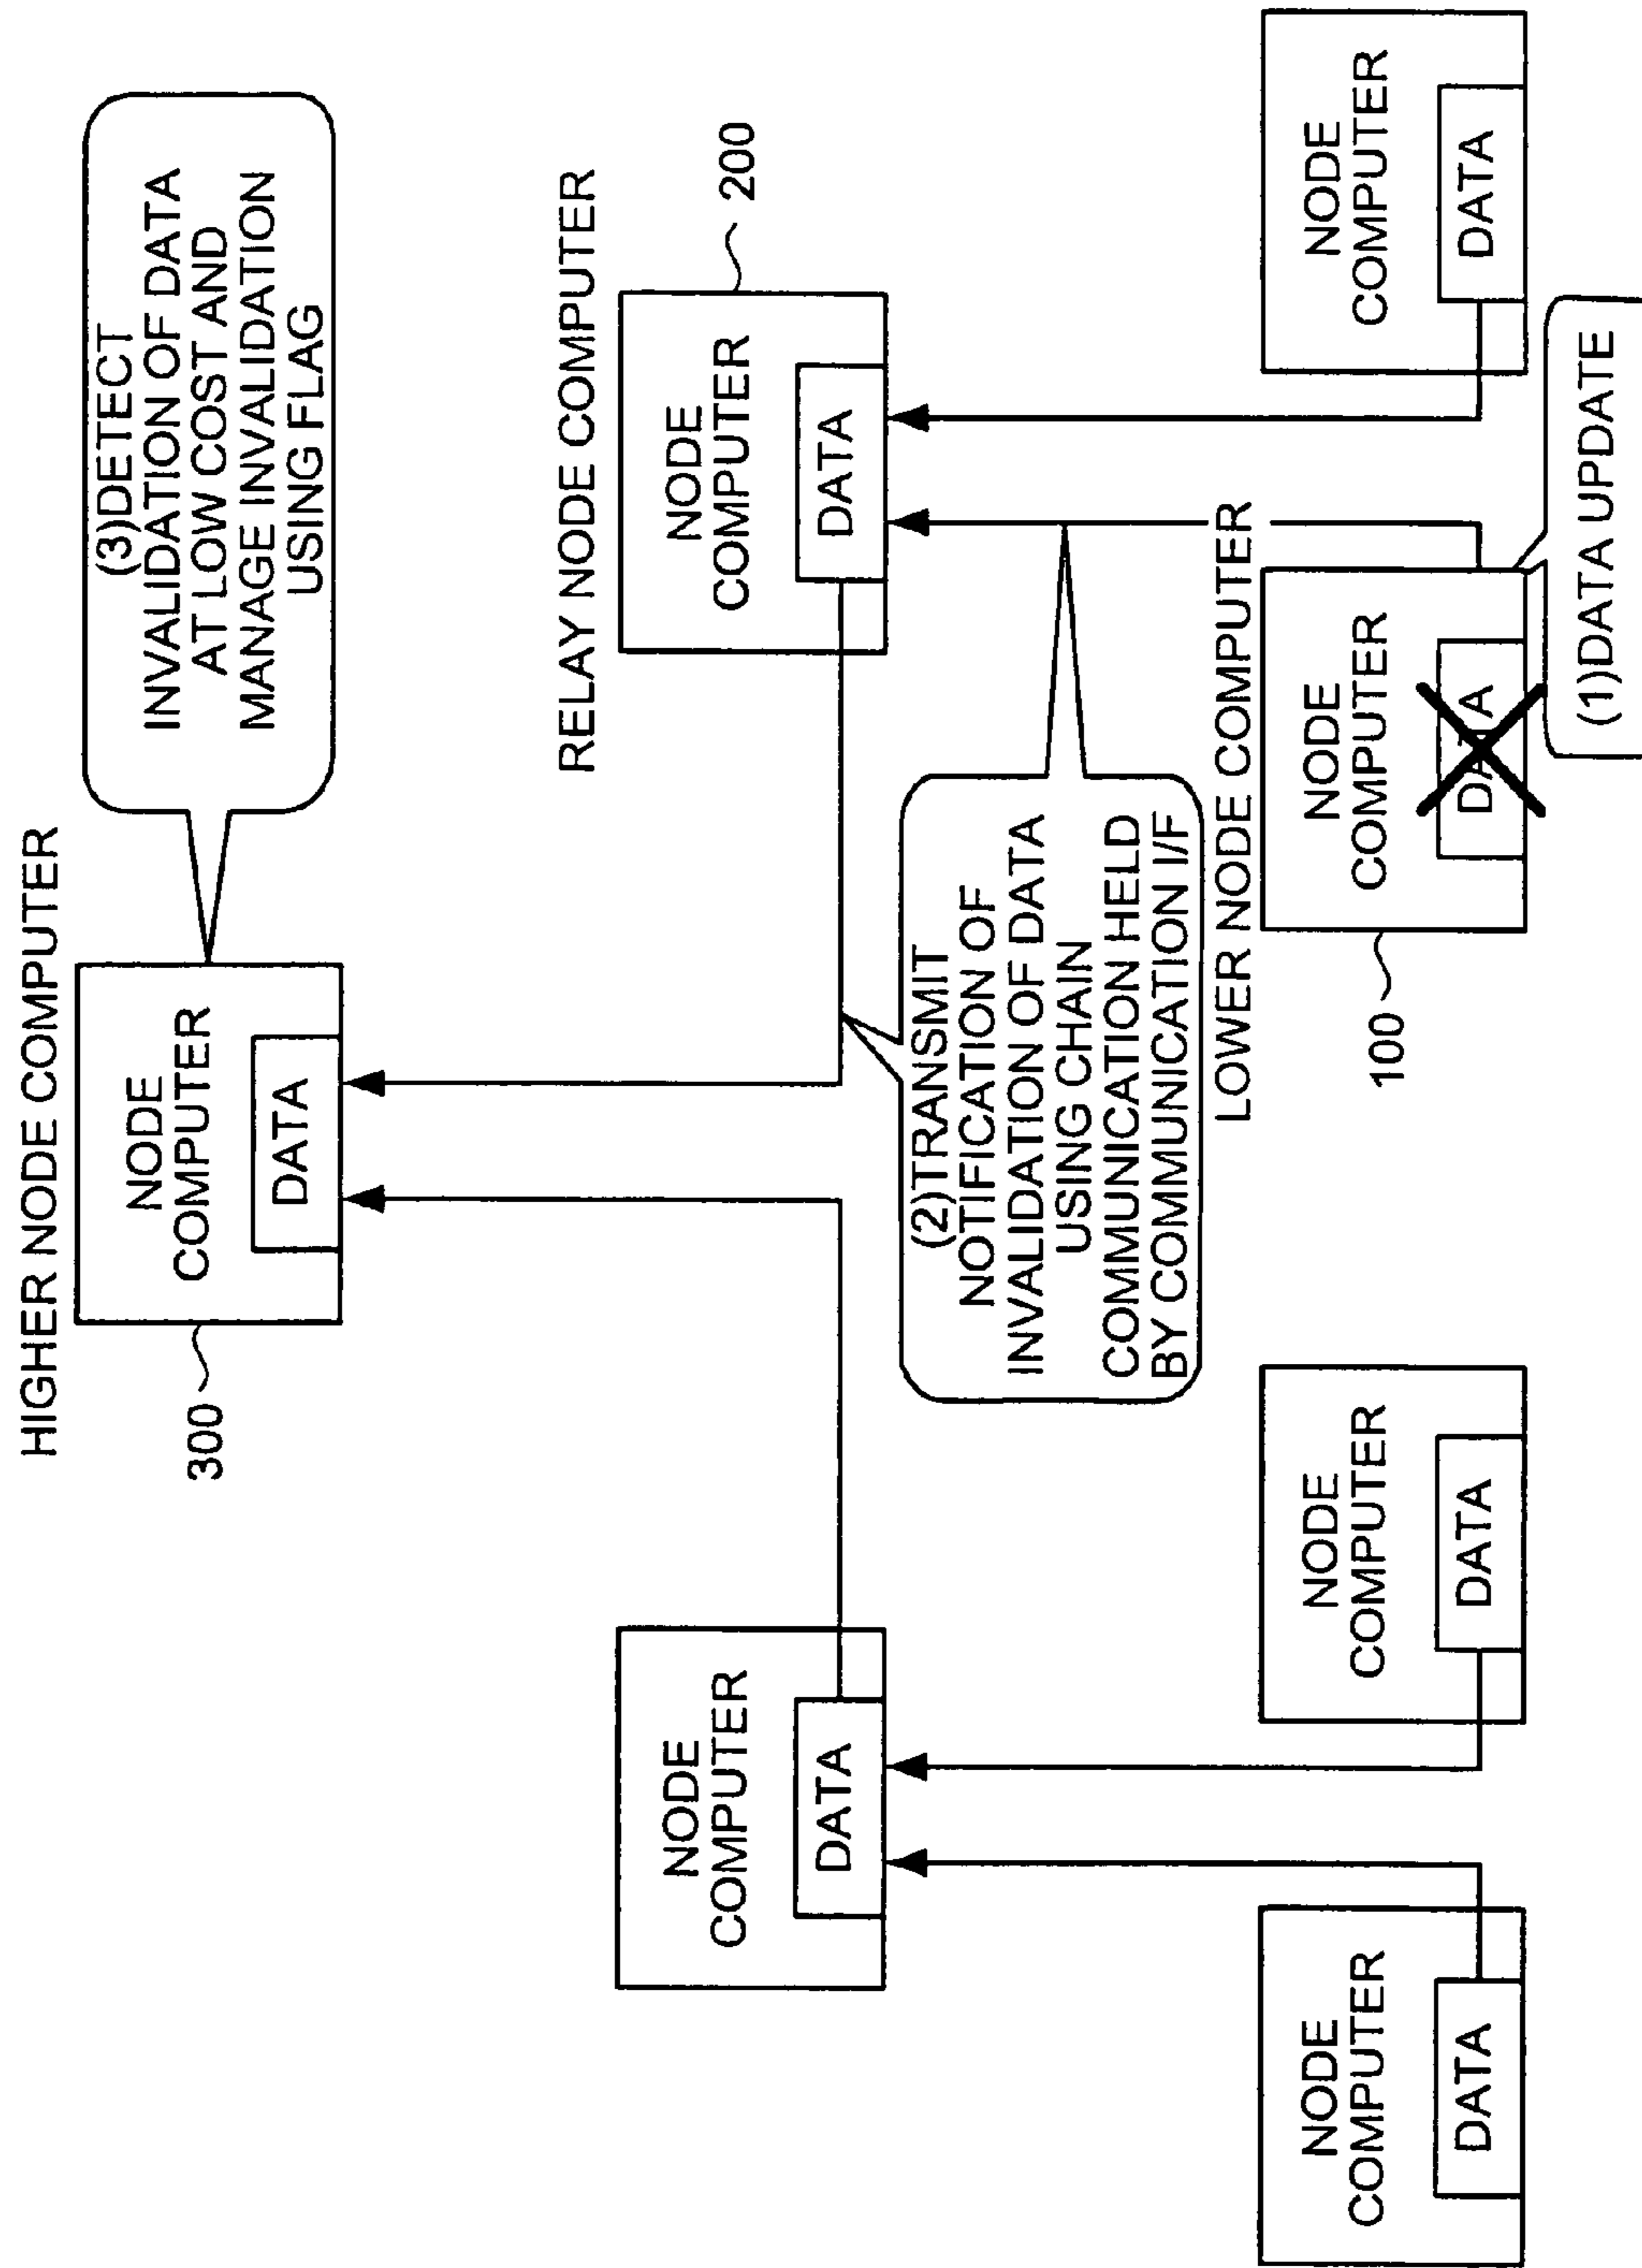 HIGHER NODE COMPUTER
300
NODE
COMPUTER
DATA
(3)DETECT
INVALIDATION OF DATA
AT LOW COST AND
MANAGE INVALIDATION
USING FLAG
NODE
COMPUTER
DATA
RELAY NODE COMPUTER
NODE
COMPUTER
DATA
200
(2)TRANSMIT
NOTIFICATION OF
INVALIDATION OF DATA
USING CHAIN
COMMUNICATION HELD
BY COMMUNICATION I/F
LOWER NODE COMPUTER
NODE
COMPUTER
DATA
NODE
COMPUTER
DATA
100
NODE
COMPUTER
DATA
NODE
COMPUTER
DATA
(1)DATA UPDATE